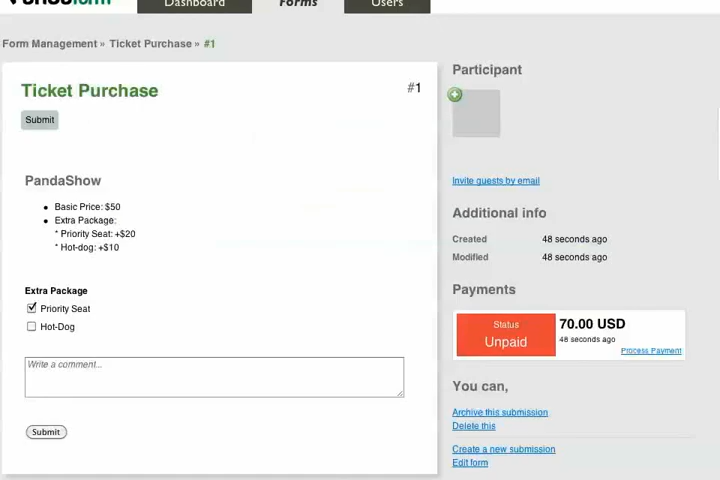 Dashboard
Forms
Users
Form Management » Ticket Purchase » #1
Ticket Purchase
#1
Submit
PandaShow
• Basic Price: $50
• Extra Package:
* Priority Seat: +$20
* Hot-dog: +$10
Extra Package
Priority Seat
Hot-Dog
Write a comment...
Submit
Participant
Invite guests by email
Additional info
Created 48 seconds ago
Modified 48 seconds ago
Payments
Status
Unpaid
70.00 USD
48 seconds ago
Process Payment
You can,
Archive this submission
Delete this
Create a new submission
Edit form